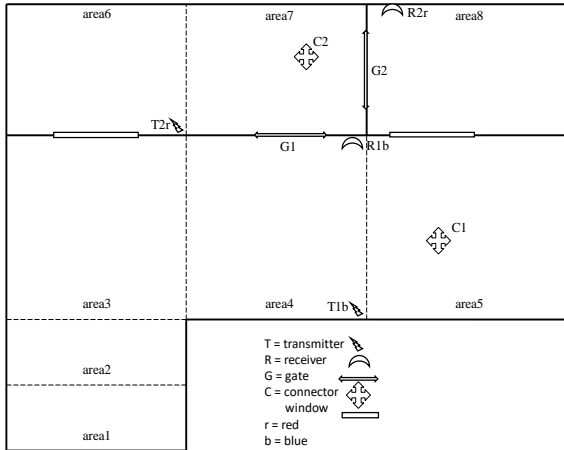 area6
area7
area8
R2r
C2
G2
T2r
G1
R1b
C1
area3
area4
T1b
area5
area2
area1
T = transmitter
R = receiver
G = gate
C = connector
window
r = red
b = blue